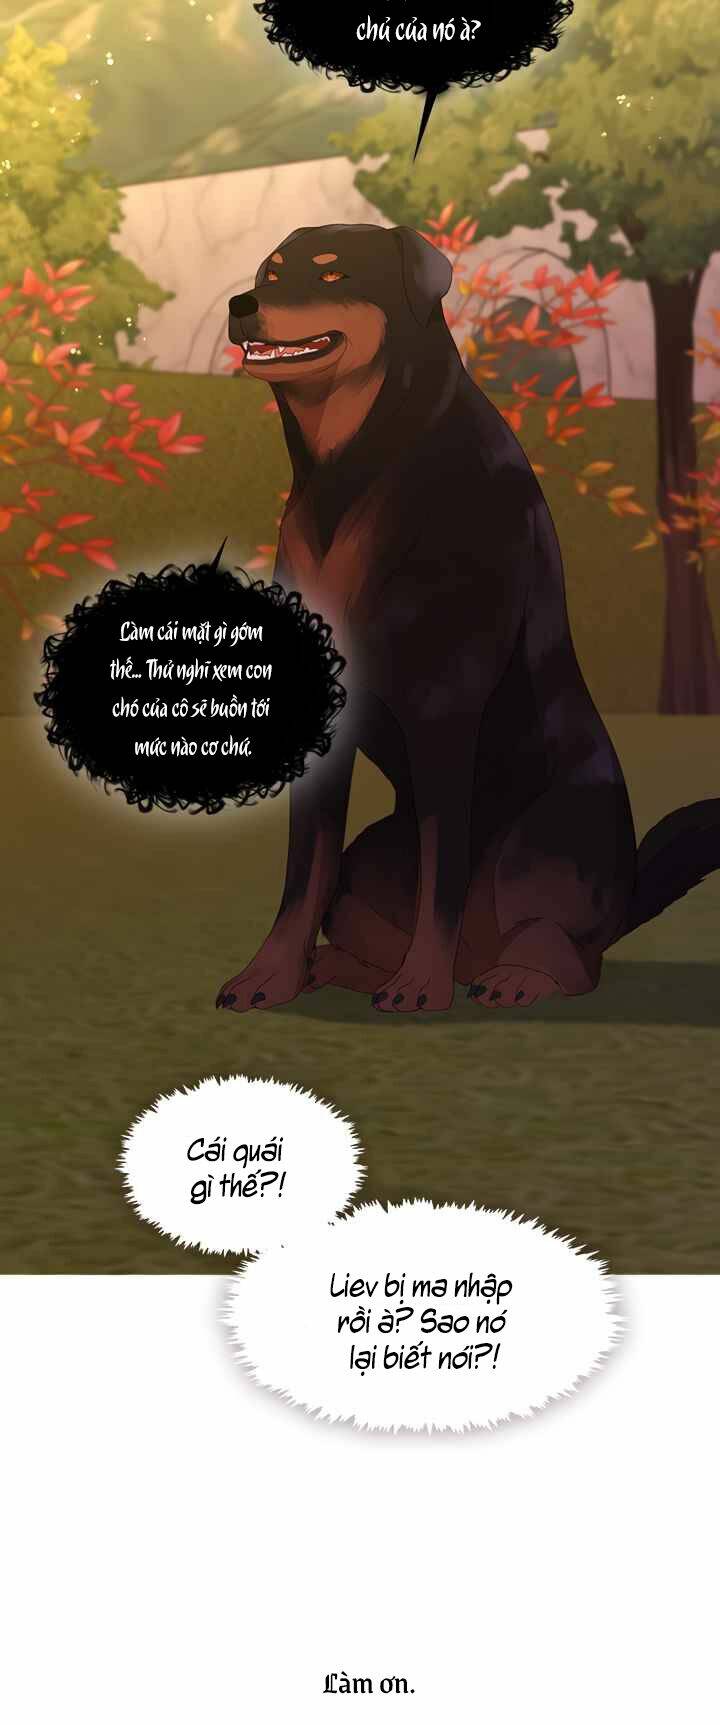 chủ của nó à?
Làm cái mặt gì gớm
thế... Thử nghĩ xem con
chó của cô sẽ buồn tới
mức nào cơ chứ.
Cái quái
gì thế?!
Liev bị ma nhập
rồi à? Sao nó
lại biết nói?!
Làm ơn.